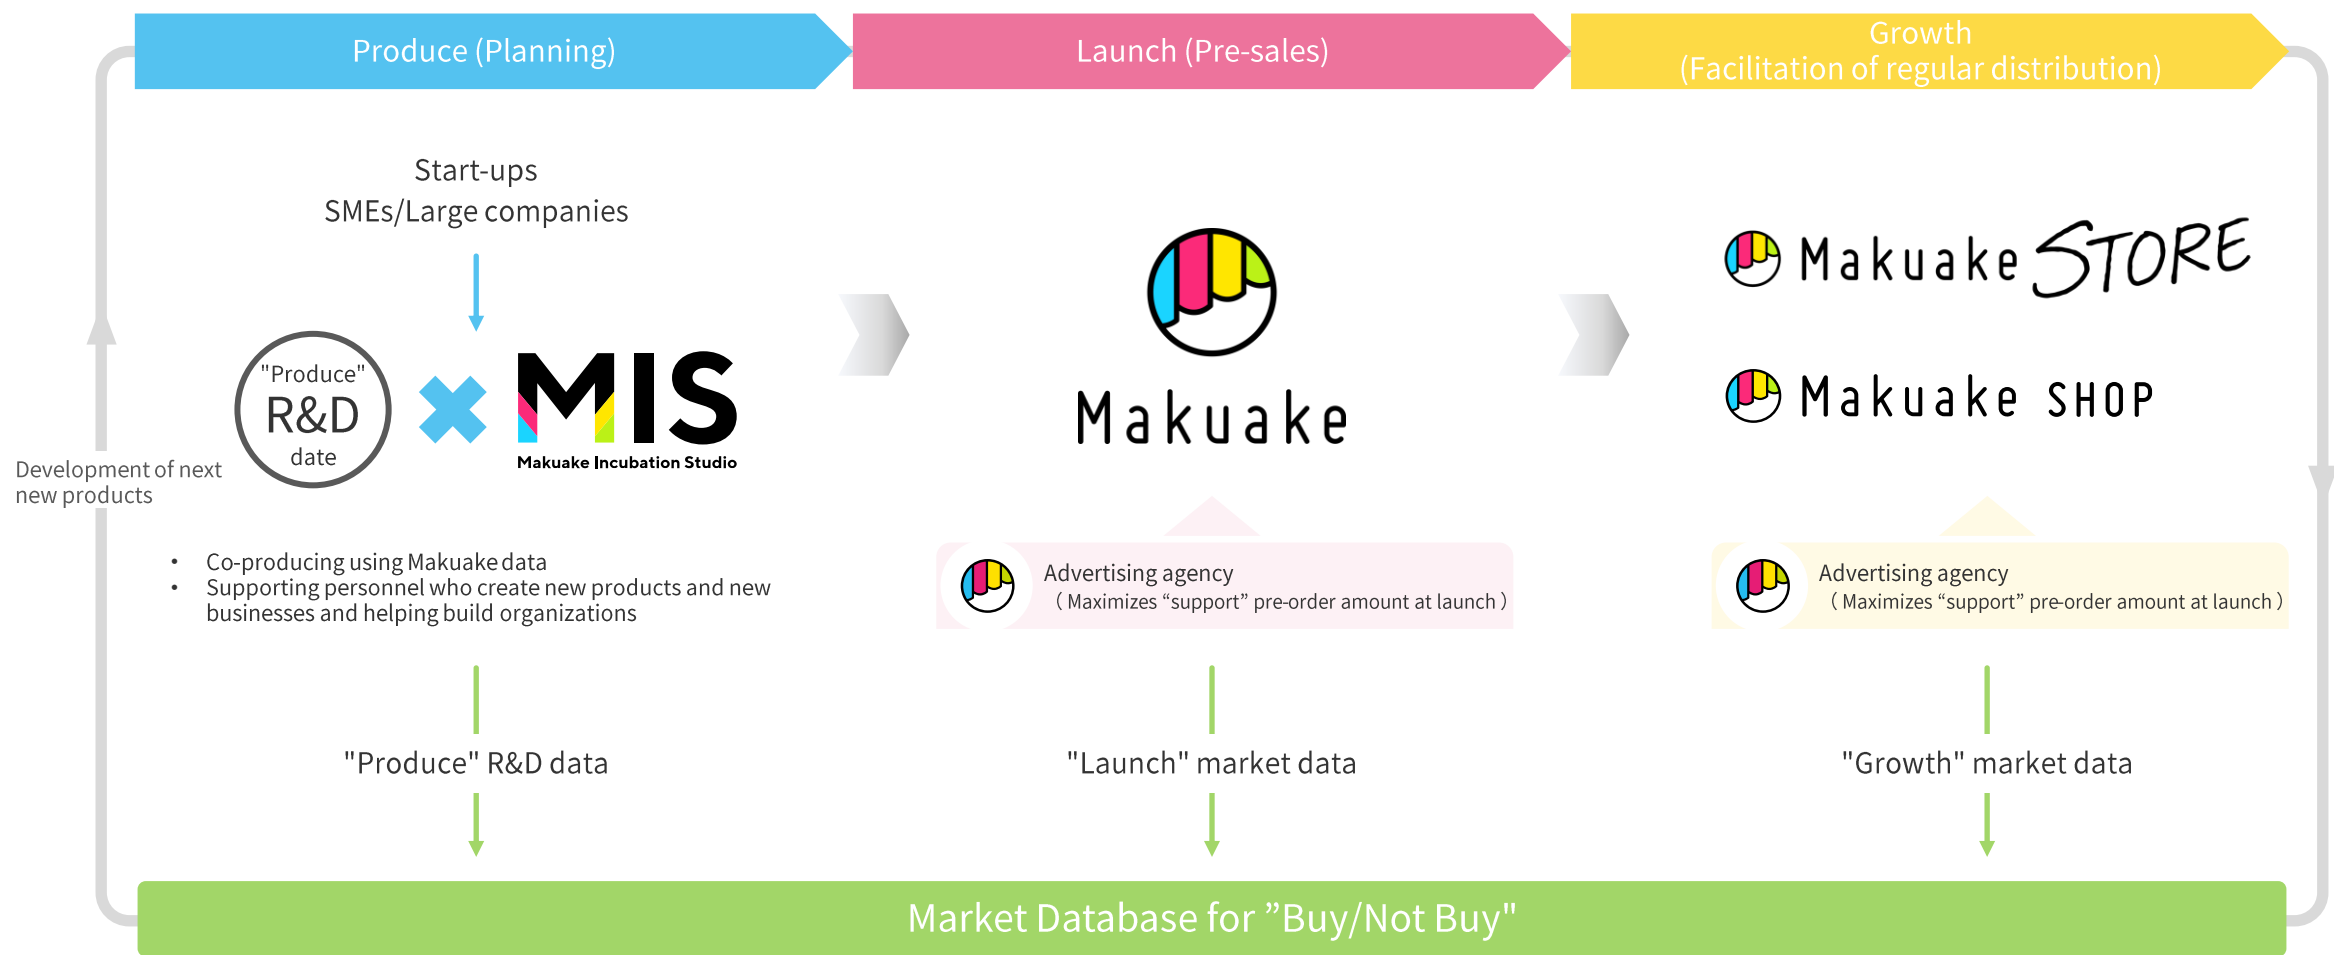 Produce (Planning)
Launch (Pre-sales)
Growth
(Facilitation of regular distribution)
Start-ups
SMEs/Large companies
"Produce"
R&D
date
MIS
Makuake Incubation Studio
Makuake
Makuake STORE
Makuake SHOP
Development of next
new products
• Co-producing using Makuake data
• Supporting personnel who create new products and new
businesses and helping build organizations
Advertising agency
（Maximizes “support” pre-order amount at launch）
Advertising agency
（Maximizes “support” pre-order amount at launch）
"Produce" R&D data
"Launch" market data
"Growth" market data
Market Database for ”Buy/Not Buy"